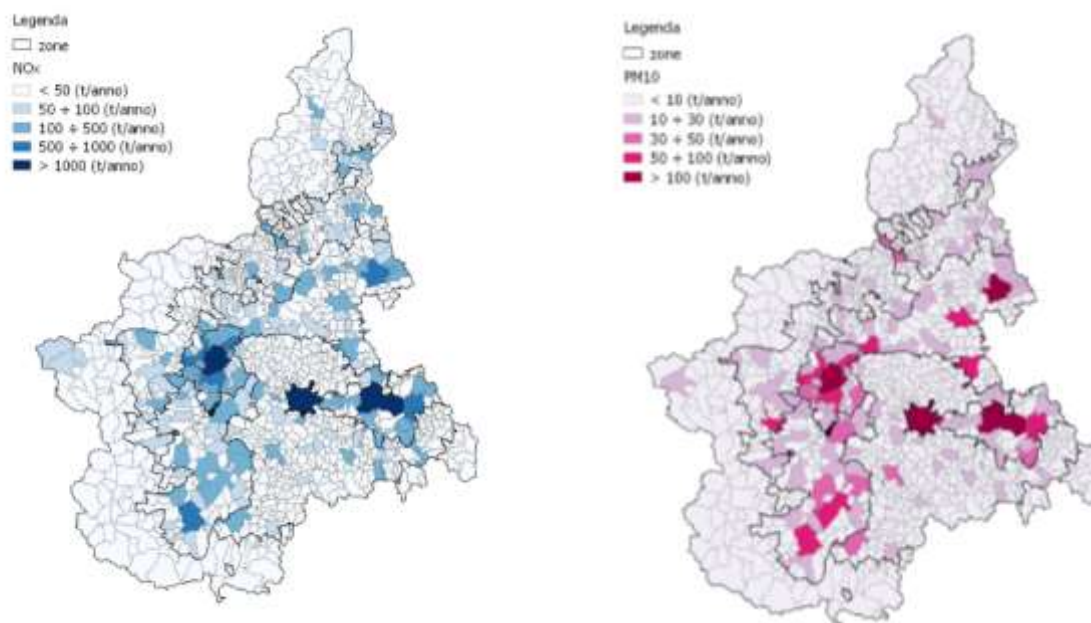 Legenda
zone
NOx
< 50 (t/anno)
50 ÷ 100 (t/anno)
100 ÷ 500 (t/anno)
500 ÷ 1000 (t/anno)
> 1000 (t/anno)
Legenda
zone
PM10
< 10 (t/anno)
10 ÷ 30 (t/anno)
30 ÷ 50 (t/anno)
50 ÷ 100 (t/anno)
> 100 (t/anno)